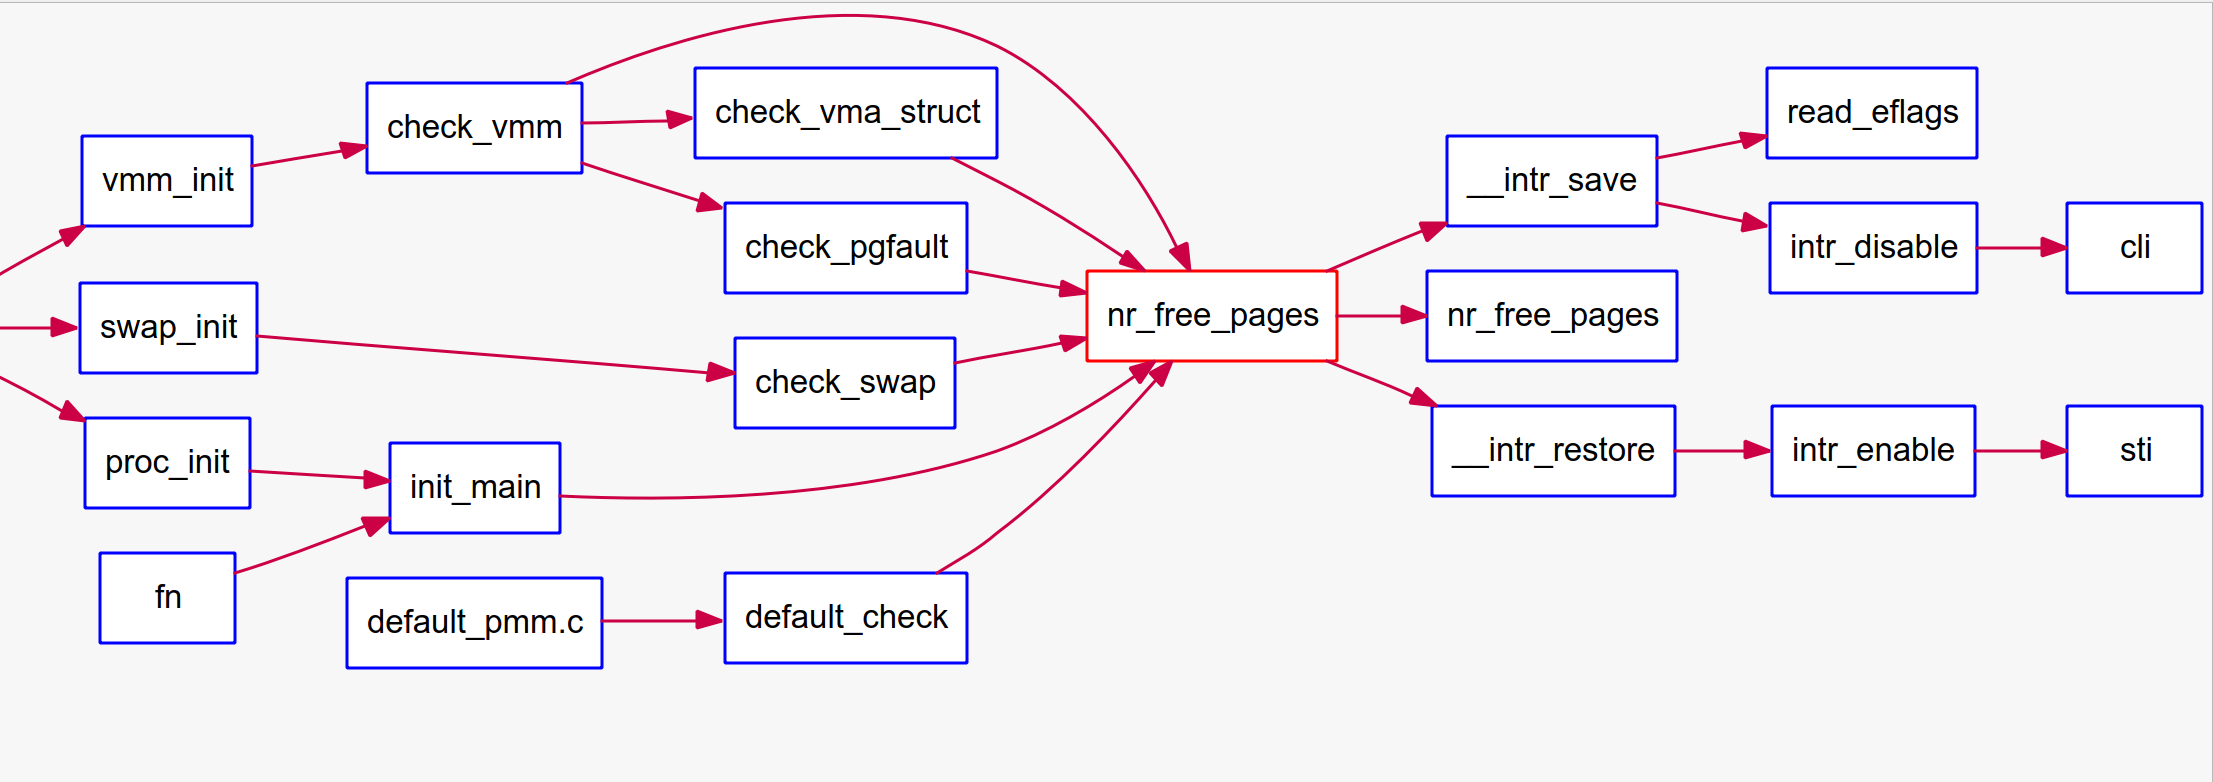 check_vmm
check_vma_struct
read_eflags
vmm_init
__intr_save
check_pgfault
intr_disable
cli
swap_init
nr_free_pages
nr_free_pages
check_swap
proc_init
init_main
__intr_restore
intr_enable
sti
fn
default_pmm.c
default_check